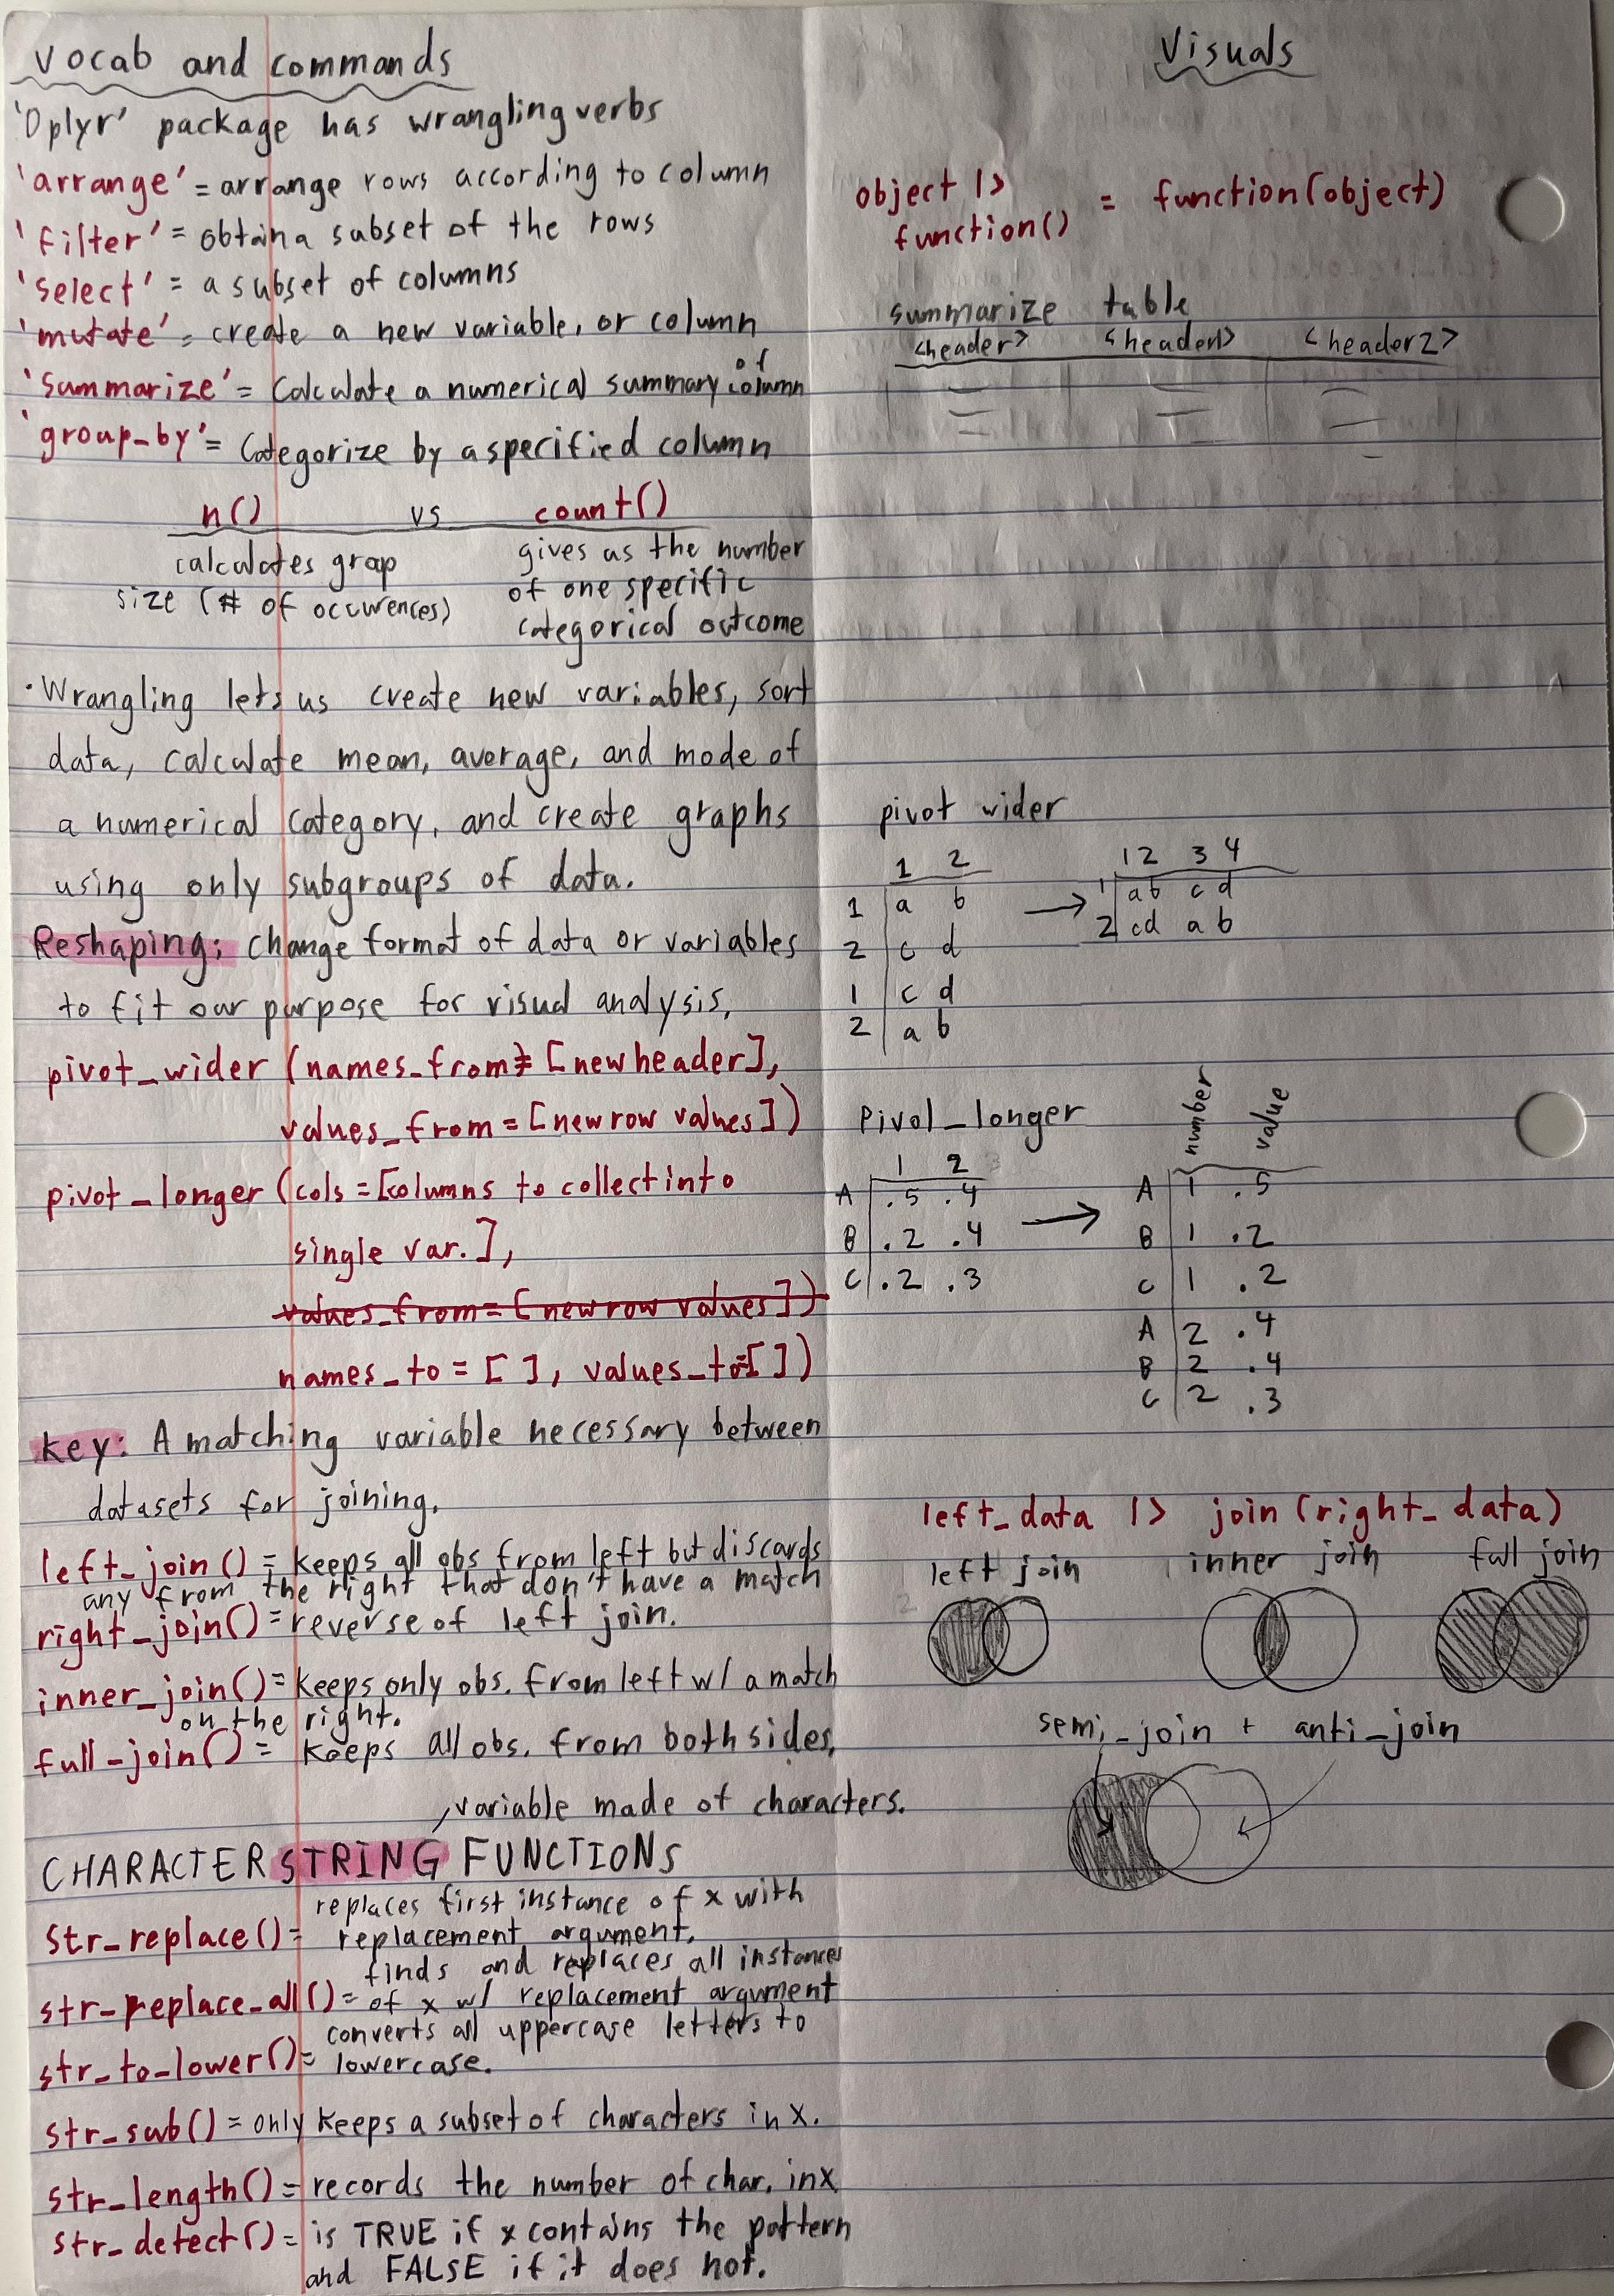 vocab and commands
'Dplyr' package has wrangling verbs
'arrange' = arrange rows according to column
'filter' = obtain a subset of the rows
'select' = a subset of columns
'mutate' = create a new variable, or column
'summarize' = Calculate a numerical summary of column
'group_by' = Categorize by a specified column
n() vs count()
calculates group
size (# of occurences)
gives us the number
of one specific
categorical outcome
· Wrangling lets us create new variables, sort
data, calculate mean, average, and mode of
a numerical category, and create graphs
using only subgroups of data.
Reshaping: Change format of data or variables
to fit our purpose for visual analysis,
pivot_wider (names_from = [new header],
values_from = [new row values])
pivot_longer (cols = [columns to collect into
single var.],
values_from = [new row values])
names_to = [ ], values_to = [ ])
key: A matching variable necessary between
datasets for joining.
left_join() = keeps all obs from left but discards
any from the right that don't have a match
right_join() = reverse of left join.
inner_join() = keeps only obs. from left w/ a match
on the right.
full_join() = keeps all obs. from both sides,
variable made of characters.
CHARACTER STRING FUNCTIONS
str_replace() = replaces first instance of x with
replacement argument.
str_replace_all() = finds and replaces all instances
of x w/ replacement argument
str_to_lower() = converts all uppercase letters to
lowercase.
str_sub() = only keeps a subset of characters in x.
str_length() = records the number of char. in x
str_detect() = is TRUE if x contains the pattern
and FALSE if it does not.
Visuals
object |>
function() = function(object)
summarize table
<header> <header1> <header2>
pivot wider
1 2
1 a b
2 c d
1 c d
2 a b
1 2 3 4
1 a b c d
2 c d a b
Pivol_longer
1 2
A .5 .4
B .2 .4
C .2 .3
number value
A 1 .5
B 1 .2
C 1 .2
A 2 .4
B 2 .4
C 2 .3
left_data |> join (right_data)
left join inner join full join
semi_join + anti_join